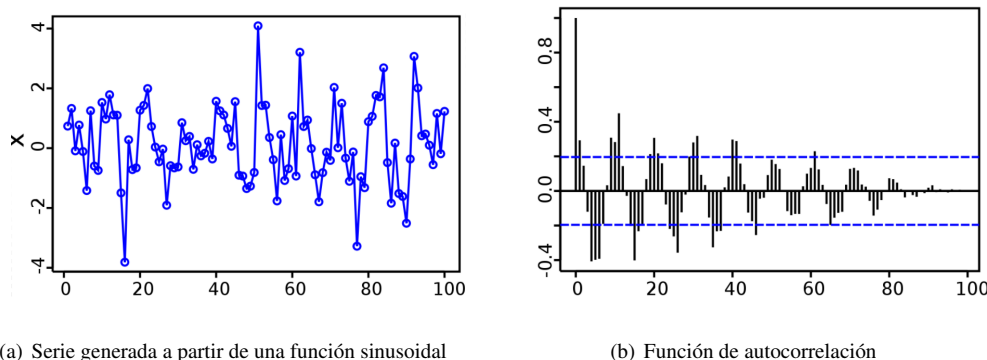 4
2
0
-2
-4
X
0 20 40 60 80 100
0.8
0.4
0.0
-0.4
0 20 40 60 80 100
(a) Serie generada a partir de una función sinusoidal
(b) Función de autocorrelación